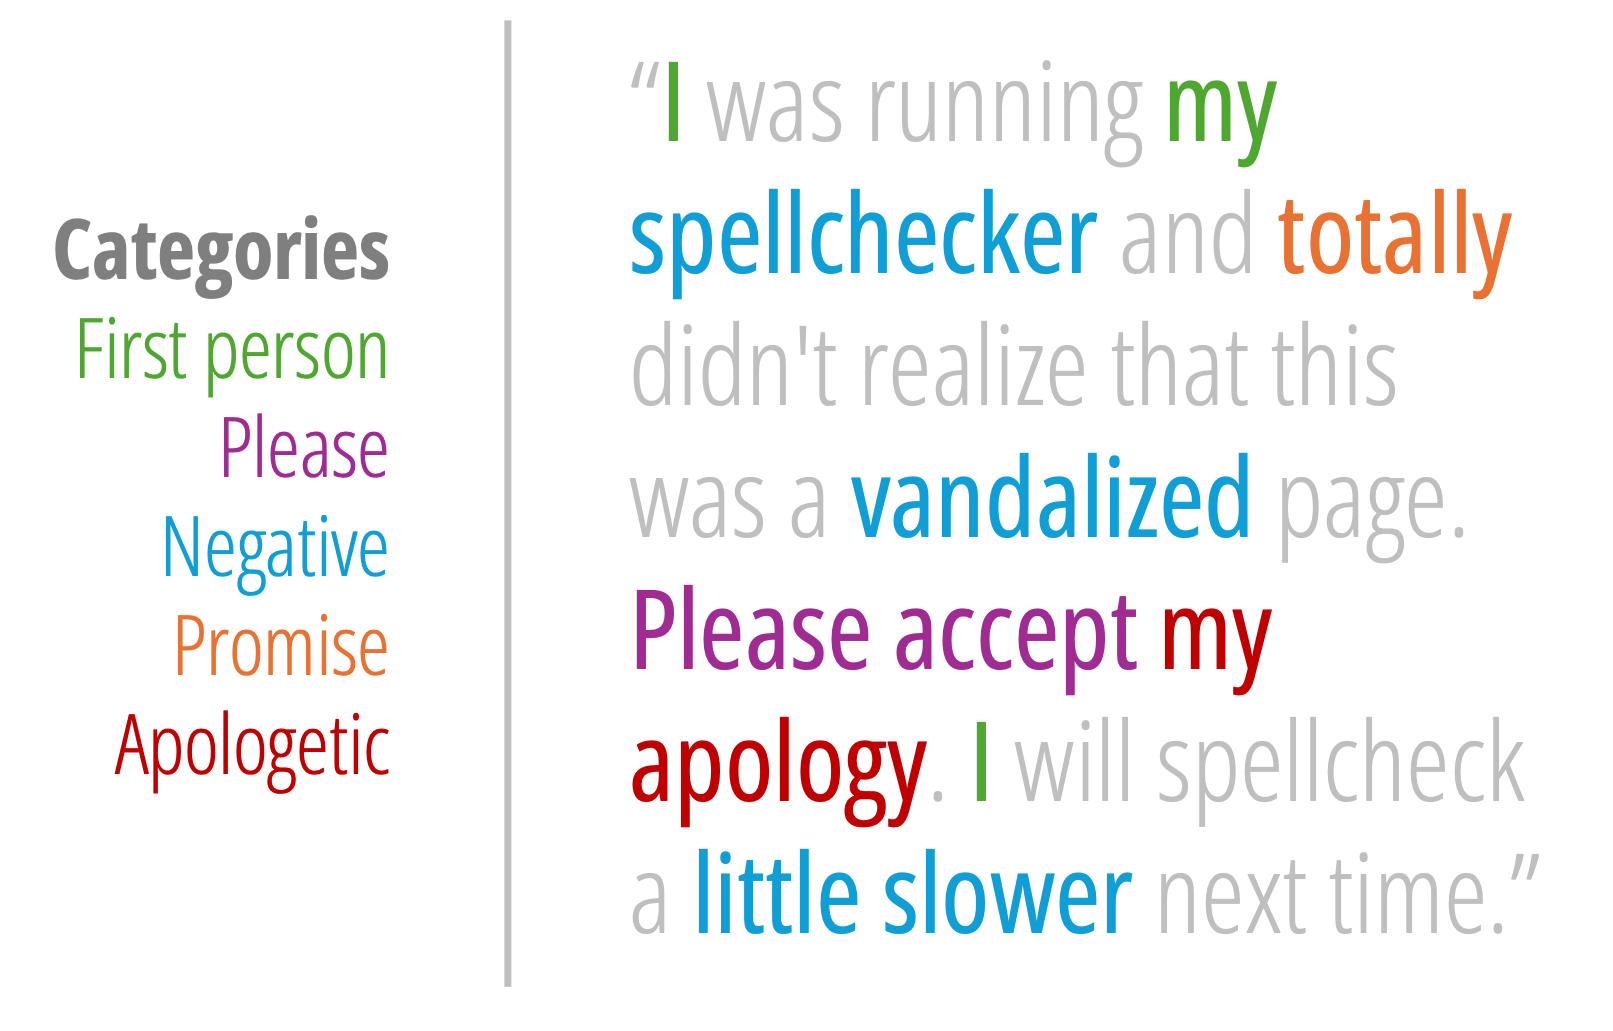 Categories
First person
Please
Negative
Promise
Apologetic
“I was running my
spellchecker and totally
didn't realize that this
was a vandalized page.
Please accept my
apology. I will spellcheck
a little slower next time.”